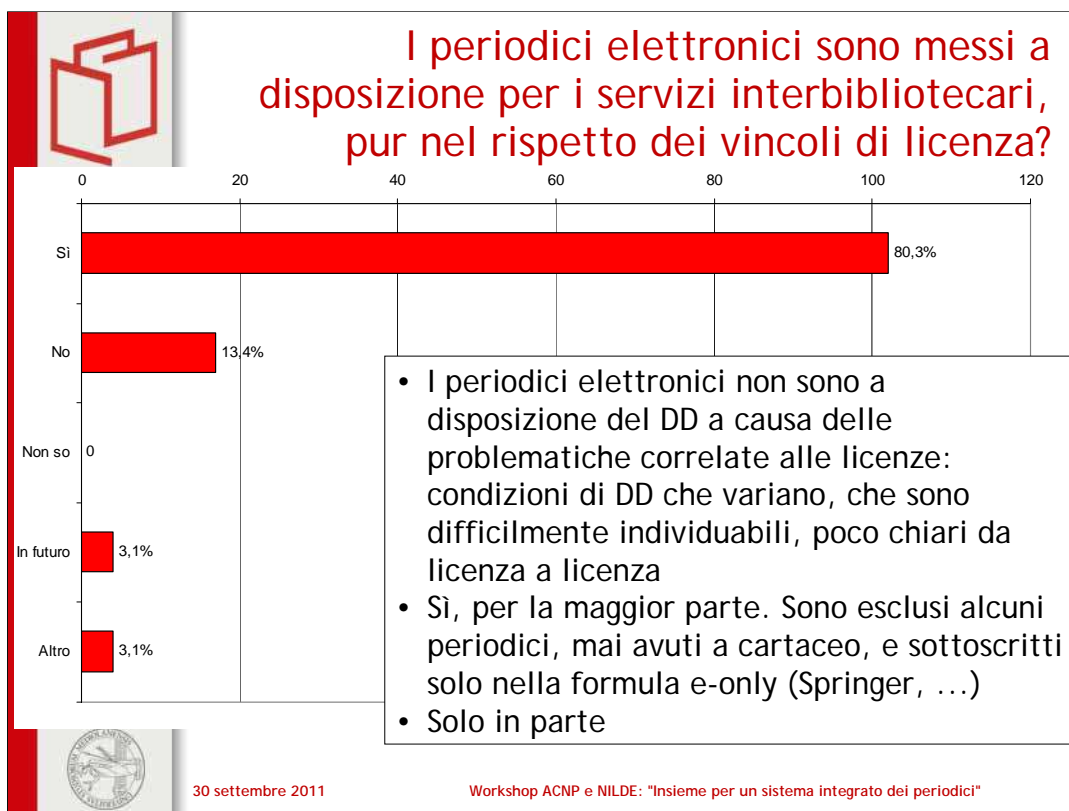 I periodici elettronici sono messi a
disposizione per i servizi interbibliotecari,
pur nel rispetto dei vincoli di licenza?
0 20 40 60 80 100 120
Sì 80,3%
No 13,4%
Non so 0
In futuro 3,1%
Altro 3,1%
• I periodici elettronici non sono a
disposizione del DD a causa delle
problematiche correlate alle licenze:
condizioni di DD che variano, che sono
difficilmente individuabili, poco chiari da
licenza a licenza
• Sì, per la maggior parte. Sono esclusi alcuni
periodici, mai avuti a cartaceo, e sottoscritti
solo nella formula e-only (Springer, ...)
• Solo in parte
30 settembre 2011 Workshop ACNP e NILDE: "Insieme per un sistema integrato dei periodici"